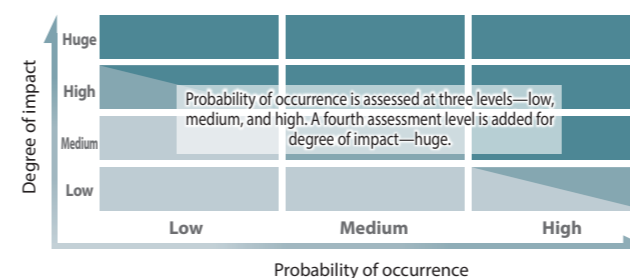 Degree of impact
Huge
High
Medium
Low
Probability of occurrence is assessed at three levels—low,
medium, and high. A fourth assessment level is added for
degree of impact—huge.
Low
Medium
High
Probability of occurrence